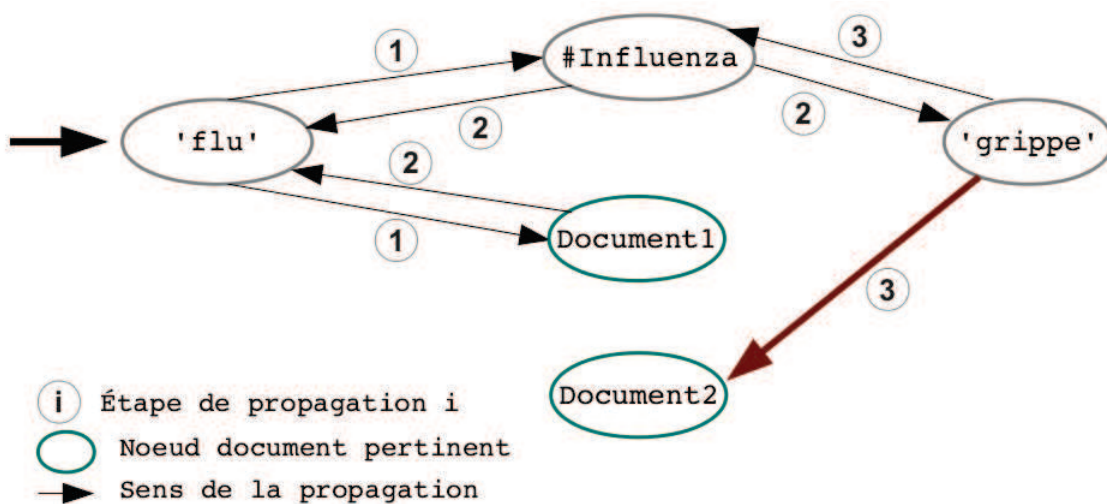 1
#Influenza
3
2
2
'flu'
'grippe'
2
1
Document1
3
Document2
i Étape de propagation i
Noeud document pertinent
Sens de la propagation